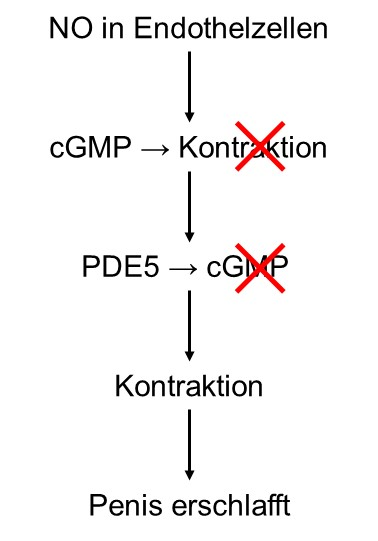 NO in Endothelzellen
cGMP → Kontraktion
PDE5 → cGMP
Kontraktion
Penis erschlafft